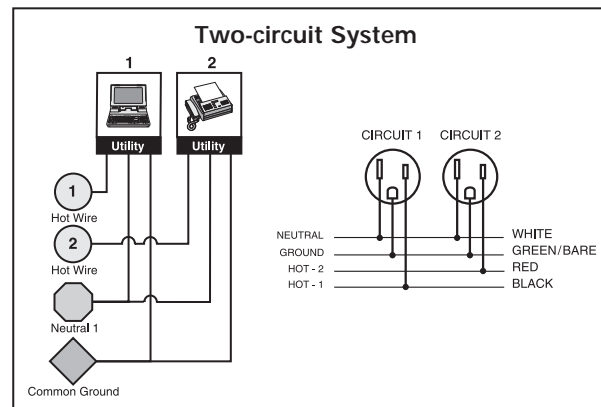 Two-circuit System
1 2
Utility Utility
1
Hot Wire
2
Hot Wire
Neutral 1
Common Ground
CIRCUIT 1 CIRCUIT 2
NEUTRAL WHITE
GROUND GREEN/BARE
HOT - 2 RED
HOT - 1 BLACK